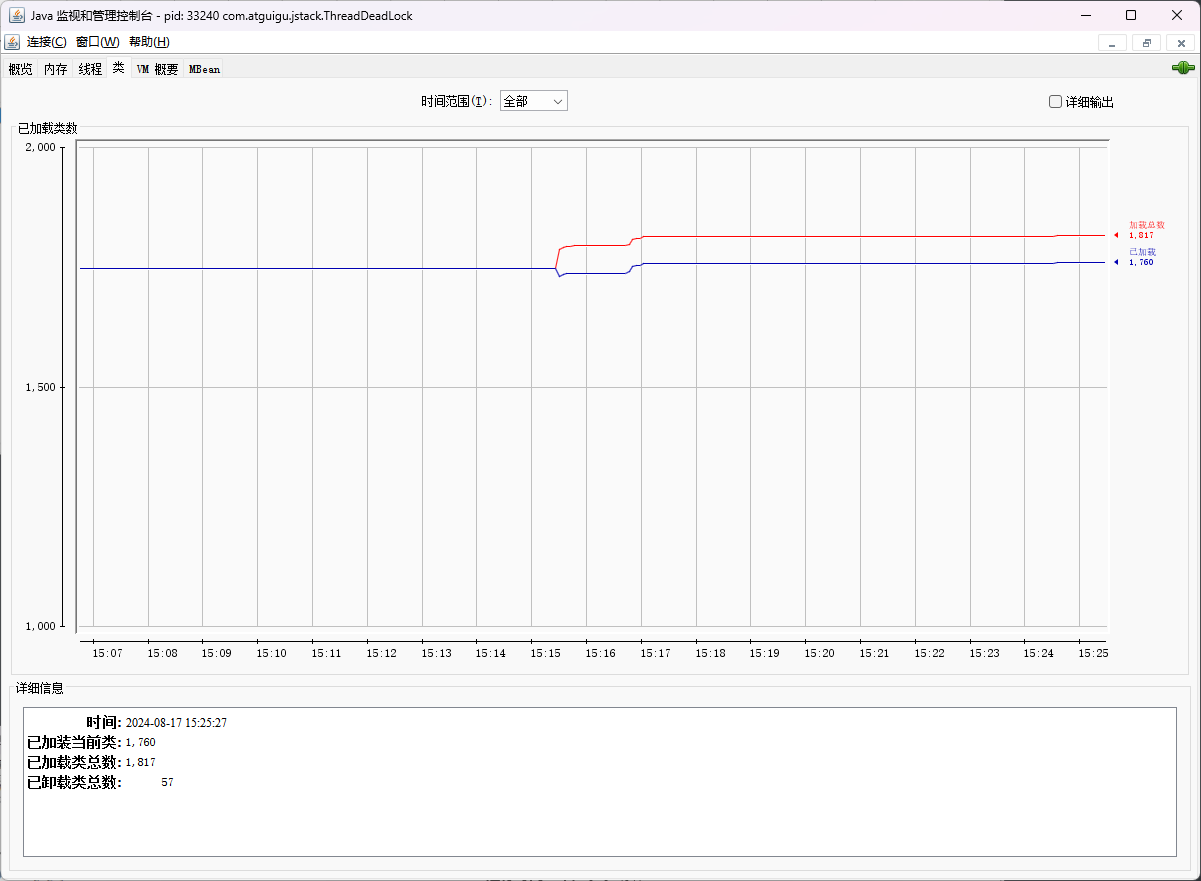 Java 监视和管理控制台 - pid: 33240 com.atguigu.jstack.ThreadDeadLock
连接(C) 窗口(W) 帮助(H)
概览 内存 线程 类 VM 概要 MBean
时间范围(T): 全部 详细输出
已加载类数
2,000
1,500
1,000
加载总数
1,817
已加载
1,760
15:07 15:08 15:09 15:10 15:11 15:12 15:13 15:14 15:15 15:16 15:17 15:18 15:19 15:20 15:21 15:22 15:23 15:24 15:25
详细信息
时间: 2024-08-17 15:25:27
已加装当前类: 1,760
已加载类总数: 1,817
已卸载类总数: 57